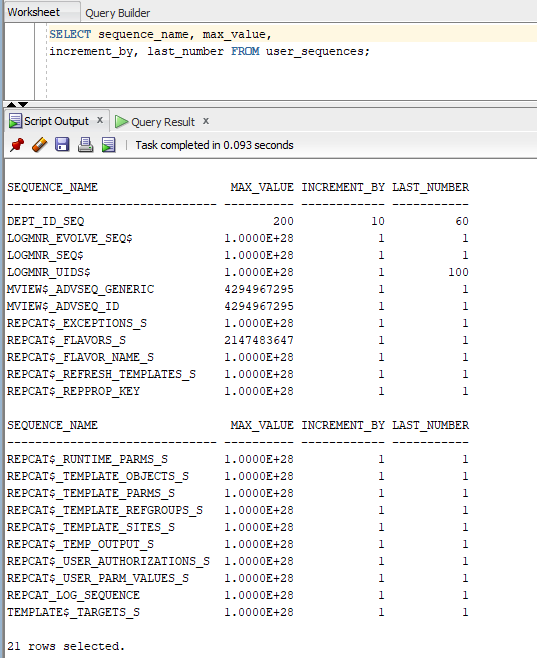 Worksheet Query Builder
SELECT sequence_name, max_value,
increment_by, last_number FROM user_sequences;
Script Output x Query Result x
Task completed in 0.093 seconds
SEQUENCE_NAME MAX_VALUE INCREMENT_BY LAST_NUMBER
------------------------------ ---------- ------------ -----------
DEPT_ID_SEQ 200 10 60
LOGMNR_EVOLVE_SEQ$ 1.0000E+28 1 1
LOGMNR_SEQ$ 1.0000E+28 1 1
LOGMNR_UIDS$ 1.0000E+28 1 100
MVIEW$_ADVSEQ_GENERIC 4294967295 1 1
MVIEW$_ADVSEQ_ID 4294967295 1 1
REPCAT$_EXCEPTIONS_S 1.0000E+28 1 1
REPCAT$_FLAVORS_S 2147483647 1 1
REPCAT$_FLAVOR_NAME_S 1.0000E+28 1 1
REPCAT$_REFRESH_TEMPLATES_S 1.0000E+28 1 1
REPCAT$_REPPROP_KEY 1.0000E+28 1 1
SEQUENCE_NAME MAX_VALUE INCREMENT_BY LAST_NUMBER
------------------------------ ---------- ------------ -----------
REPCAT$_RUNTIME_PARMS_S 1.0000E+28 1 1
REPCAT$_TEMPLATE_OBJECTS_S 1.0000E+28 1 1
REPCAT$_TEMPLATE_PARMS_S 1.0000E+28 1 1
REPCAT$_TEMPLATE_REFGROUPS_S 1.0000E+28 1 1
REPCAT$_TEMPLATE_SITES_S 1.0000E+28 1 1
REPCAT$_TEMP_OUTPUT_S 1.0000E+28 1 1
REPCAT$_USER_AUTHORIZATIONS_S 1.0000E+28 1 1
REPCAT$_USER_PARM_VALUES_S 1.0000E+28 1 1
REPCAT_LOG_SEQUENCE 1.0000E+28 1 1
TEMPLATE$_TARGETS_S 1.0000E+28 1 1
21 rows selected.